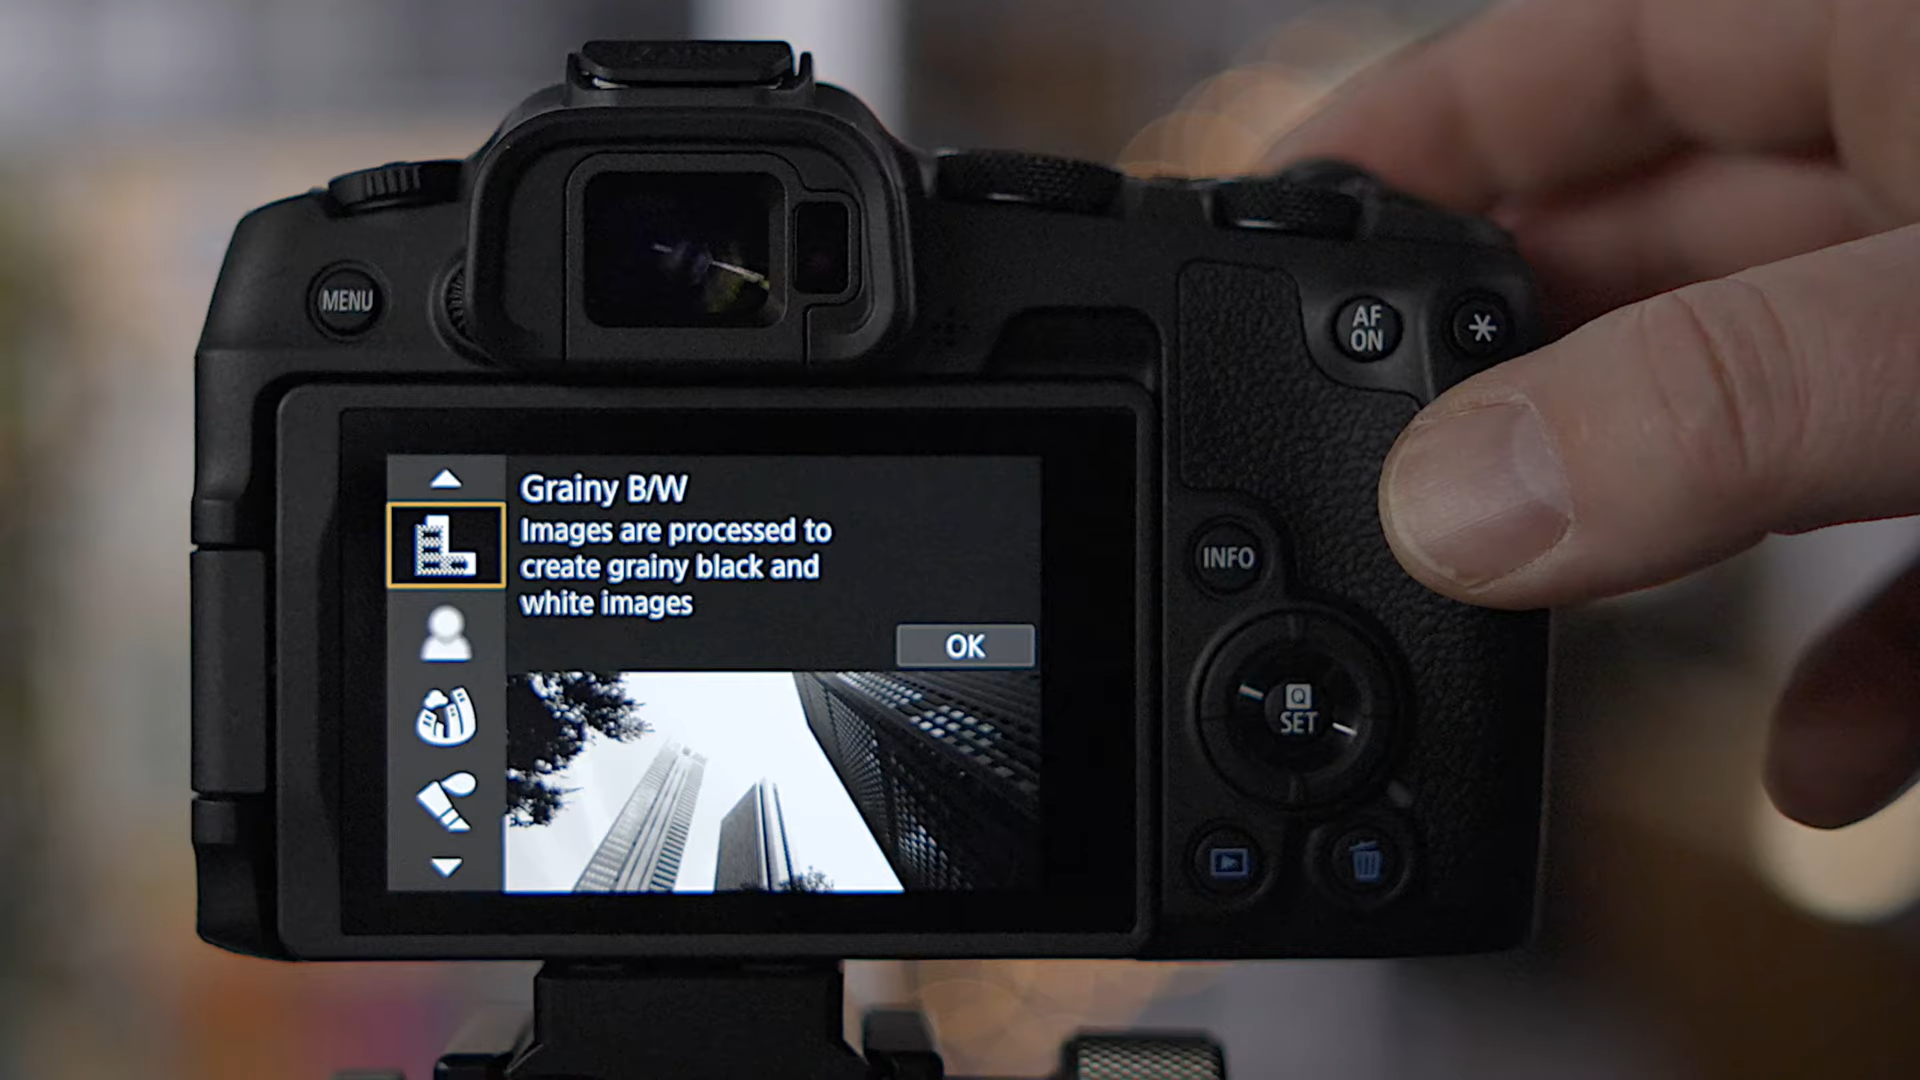 MENU
AF
ON
Grainy B/W
Images are processed to
create grainy black and
white images
OK
INFO
Q
SET